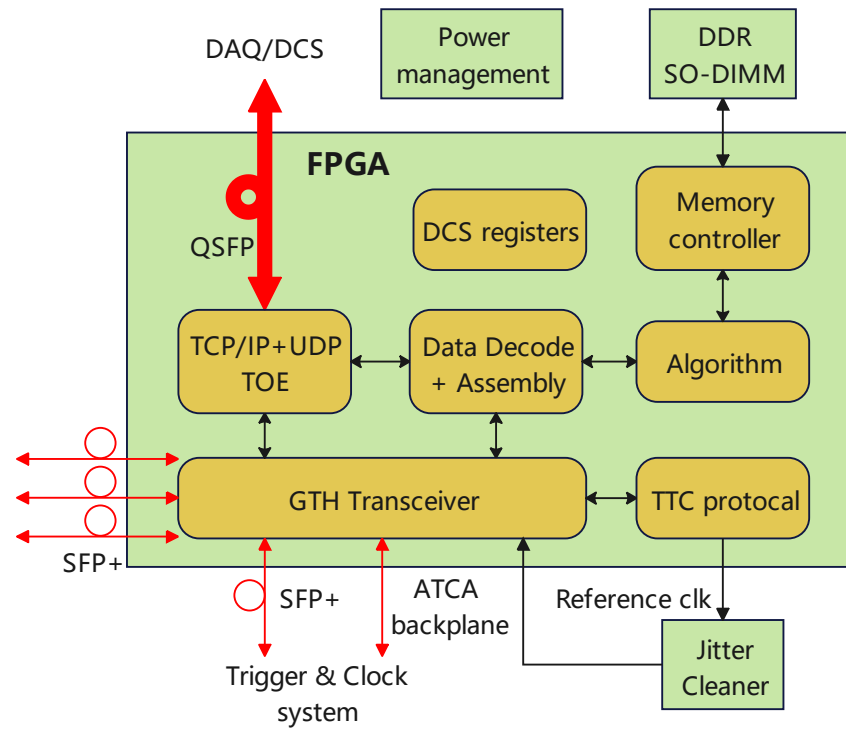 DAQ/DCS
Power
management
DDR
SO-DIMM
FPGA
QSFP
DCS registers
Memory
controller
TCP/IP+UDP
TOE
Data Decode
+ Assembly
Algorithm
GTH Transceiver
TTC protocal
SFP+
SFP+
ATCA
backplane
Reference clk
Trigger & Clock
system
Jitter
Cleaner